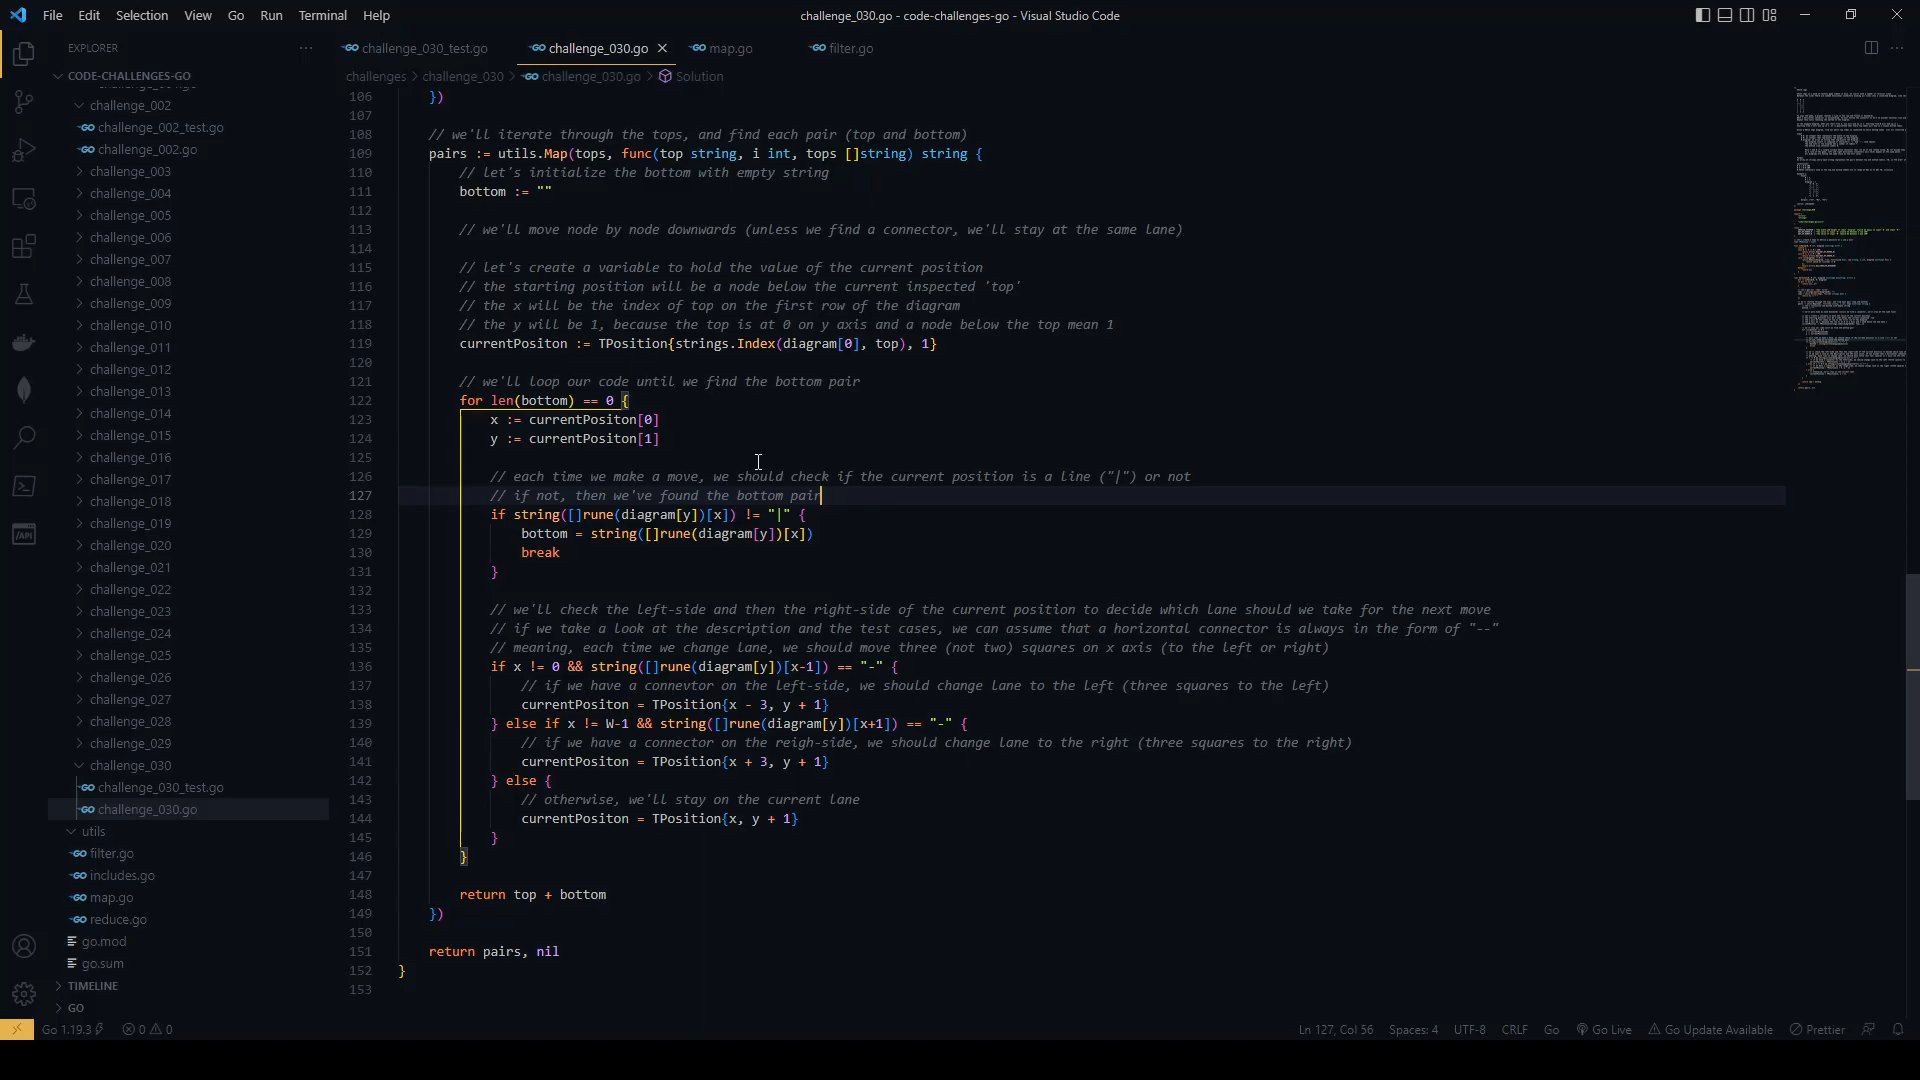 File Edit Selection View Go Run Terminal Help
challenge_030.go - code-challenges-go - Visual Studio Code
EXPLORER
CODE-CHALLENGES-GO
challenge_002
challenge_002_test.go
challenge_002.go
challenge_003
challenge_004
challenge_005
challenge_006
challenge_007
challenge_008
challenge_009
challenge_010
challenge_011
challenge_012
challenge_013
challenge_014
challenge_015
challenge_016
challenge_017
challenge_018
challenge_019
challenge_020
challenge_021
challenge_022
challenge_023
challenge_024
challenge_025
challenge_026
challenge_027
challenge_028
challenge_029
challenge_030
challenge_030_test.go
challenge_030.go
utils
filter.go
includes.go
map.go
reduce.go
go.mod
go.sum
TIMELINE
GO
challenge_030_test.go challenge_030.go map.go filter.go
challenges > challenge_030 > challenge_030.go > Solution
106 })
107
108 // we'll iterate through the tops, and find each pair (top and bottom)
109 pairs := utils.Map(tops, func(top string, i int, tops []string) string {
110 // let's initialize the bottom with empty string
111 bottom := ""
112
113 // we'll move node by node downwards (unless we find a connector, we'll stay at the same lane)
114
115 // let's create a variable to hold the value of the current position
116 // the starting position will be a node below the current inspected 'top'
117 // the x will be the index of top on the first row of the diagram
118 // the y will be 1, because the top is at 0 on y axis and a node below the top mean 1
119 currentPositon := TPosition{strings.Index(diagram[0], top), 1}
120
121 // we'll loop our code until we find the bottom pair
122 for len(bottom) == 0 {
123 x := currentPositon[0]
124 y := currentPositon[1]
125
126 // each time we make a move, we should check if the current position is a line ("|") or not
127 // if not, then we've found the bottom pair
128 if string([]rune(diagram[y])[x]) != "|" {
129 bottom = string([]rune(diagram[y])[x])
130 break
131 }
132
133 // we'll check the left-side and then the right-side of the current position to decide which lane should we take for the next move
134 // if we take a look at the description and the test cases, we can assume that a horizontal connector is always in the form of "--"
135 // meaning, each time we change lane, we should move three (not two) squares on x axis (to the left or right)
136 if x != 0 && string([]rune(diagram[y])[x-1]) == "-" {
137 // if we have a connevtor on the left-side, we should change lane to the left (three squares to the left)
138 currentPositon = TPosition{x - 3, y + 1}
139 } else if x != W-1 && string([]rune(diagram[y])[x+1]) == "-" {
140 // if we have a connector on the reigh-side, we should change lane to the right (three squares to the right)
141 currentPositon = TPosition{x + 3, y + 1}
142 } else {
143 // otherwise, we'll stay on the current lane
144 currentPositon = TPosition{x, y + 1}
145 }
146 }
147
148 return top + bottom
149 })
150
151 return pairs, nil
152 }
153
Go 1.19.3 0 0
Ln 127, Col 56 Spaces: 4 UTF-8 CRLF Go Go Live Go Update Available Prettier